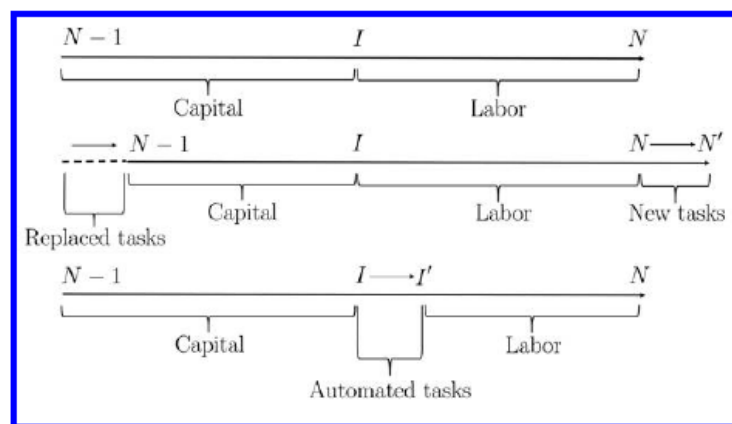 N − 1 I N
Capital Labor
N − 1 I N N′
Capital Labor New tasks
Replaced tasks
N − 1 I I′ N
Capital Labor
Automated tasks